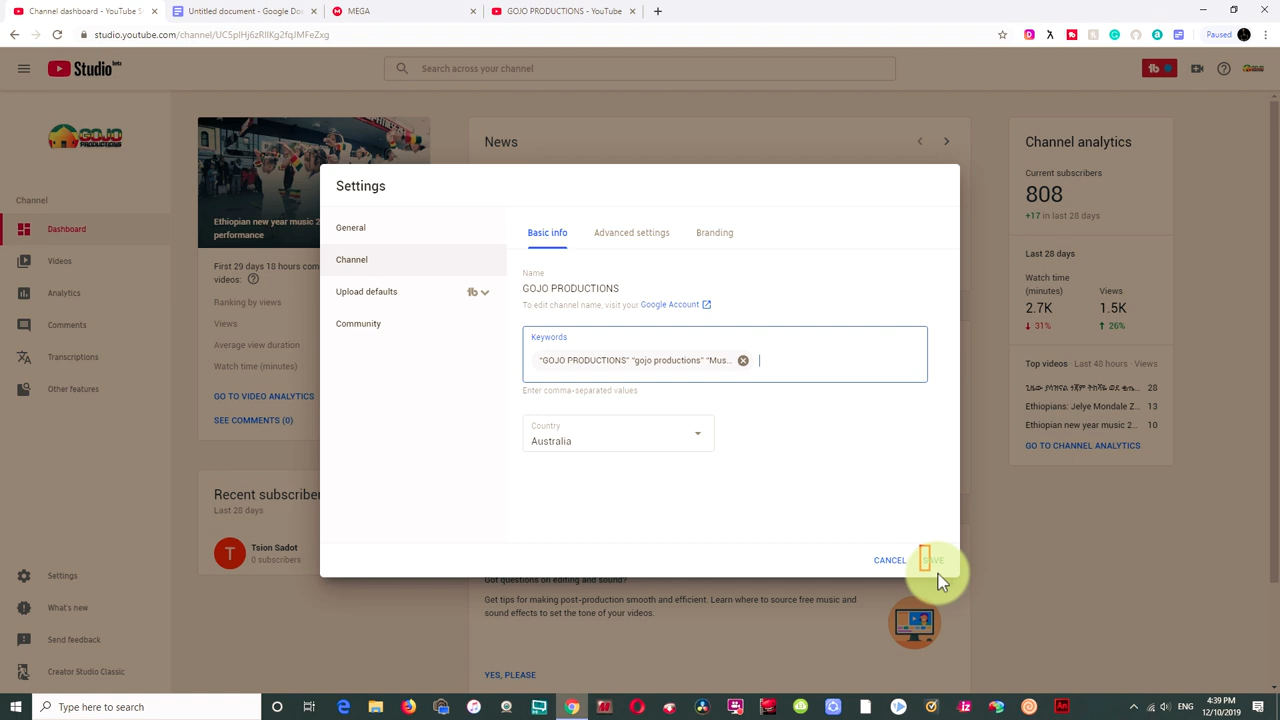 Channel dashboard - YouTube S
Untitled document - Google Doc
MEGA
GOJO PRODUCTIONS - YouTube
studio.youtube.com/channel/UC5plHj6zRIIKg2fqJMFeZxg
Paused
Studio beta
Search across your channel
GOJO
PRODUCTIONS
Channel
Dashboard
Videos
Analytics
Comments
Transcriptions
Other features
Settings
What's new
Send feedback
Creator Studio Classic
Ethiopian new year music 2
performance
First 29 days 18 hours com
videos:
Ranking by views
Views
Average view duration
Watch time (minutes)
GO TO VIDEO ANALYTICS
SEE COMMENTS (0)
Recent subscribe
Last 28 days
T
Tsion Sadot
0 subscribers
News
Settings
General
Channel
Upload defaults
Community
Basic info
Advanced settings
Branding
Name
GOJO PRODUCTIONS
To edit channel name, visit your Google Account
Keywords
"GOJO PRODUCTIONS" "gojo productions" "Mus...
Enter comma-separated values
Country
Australia
CANCEL
SAVE
Got questions on editing and sound?
Get tips for making post-production smooth and efficient. Learn where to source free music and
sound effects to set the tone of your videos.
YES, PLEASE
Channel analytics
Current subscribers
808
+17 in last 28 days
Last 28 days
Watch time
(minutes)
Views
2.7K
1.5K
31%
26%
Top videos · Last 48 hours · Views
28
Ethiopians: Jelye Mondale Z... 13
Ethiopian new year music 2... 10
GO TO CHANNEL ANALYTICS
Type here to search
4:39 PM
12/10/2019